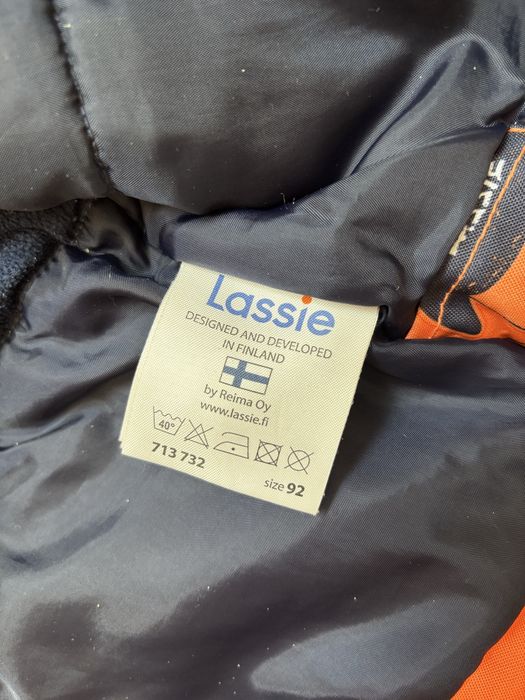 Lassie
DESIGNED AND DEVELOPED
IN FINLAND
by Reima Oy
www.lassie.fi
40°
713 732
size 92